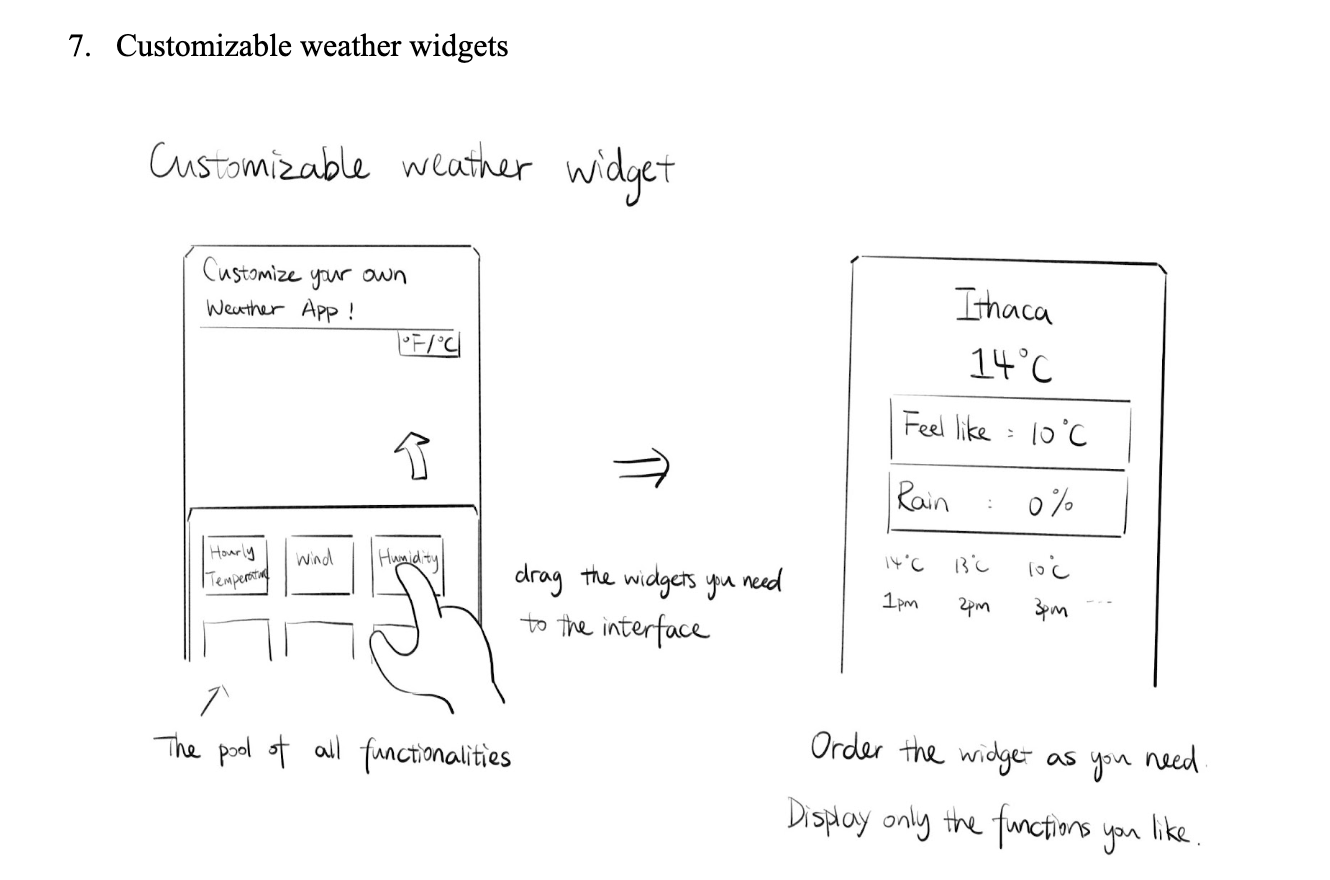 7. Customizable weather widgets
Customizable weather widget
Customize your own
Weather App !
°F/°C
Hourly
Temperature
Wind
Humidity
drag the widgets you need
to the interface
The pool of all functionalities
⇒
Ithaca
14°C
Feel like : 10°C
Rain : 0%
14°C 13°C 10°C
1pm 2pm 3pm ---
Order the widget as you need.
Display only the functions you like.